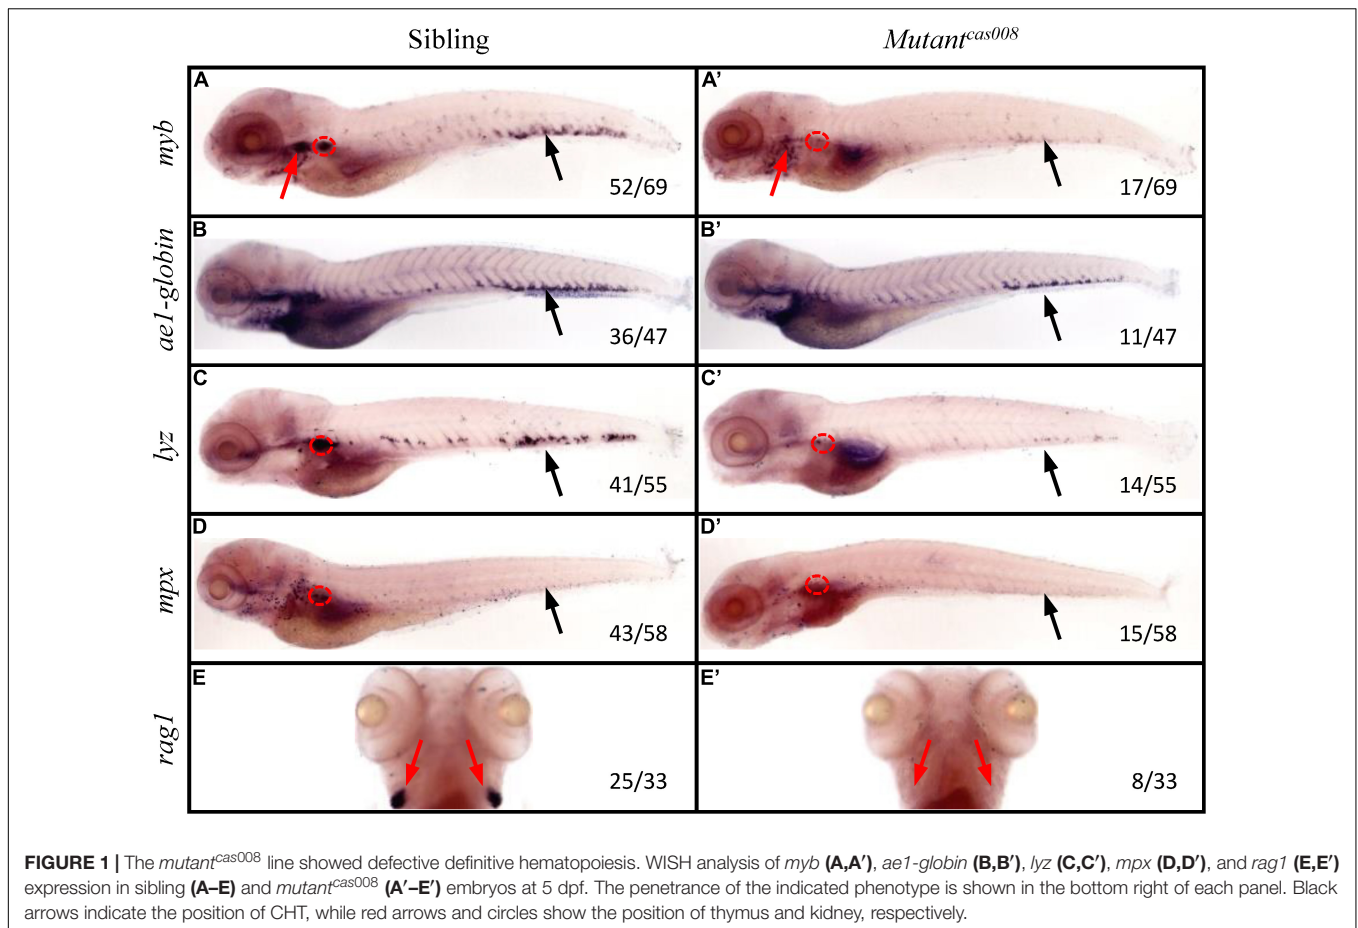 Sibling Mutantcas008
myb A A′
52/69 17/69
ae1-globin B B′
36/47 11/47
lyz C C′
41/55 14/55
mpx D D′
43/58 15/58
rag1 E E′
25/33 8/33
FIGURE 1 | The mutantcas008 line showed defective definitive hematopoiesis. WISH analysis of myb (A,A′), ae1-globin (B,B′), lyz (C,C′), mpx (D,D′), and rag1 (E,E′)
expression in sibling (A–E) and mutantcas008 (A′–E′) embryos at 5 dpf. The penetrance of the indicated phenotype is shown in the bottom right of each panel. Black
arrows indicate the position of CHT, while red arrows and circles show the position of thymus and kidney, respectively.